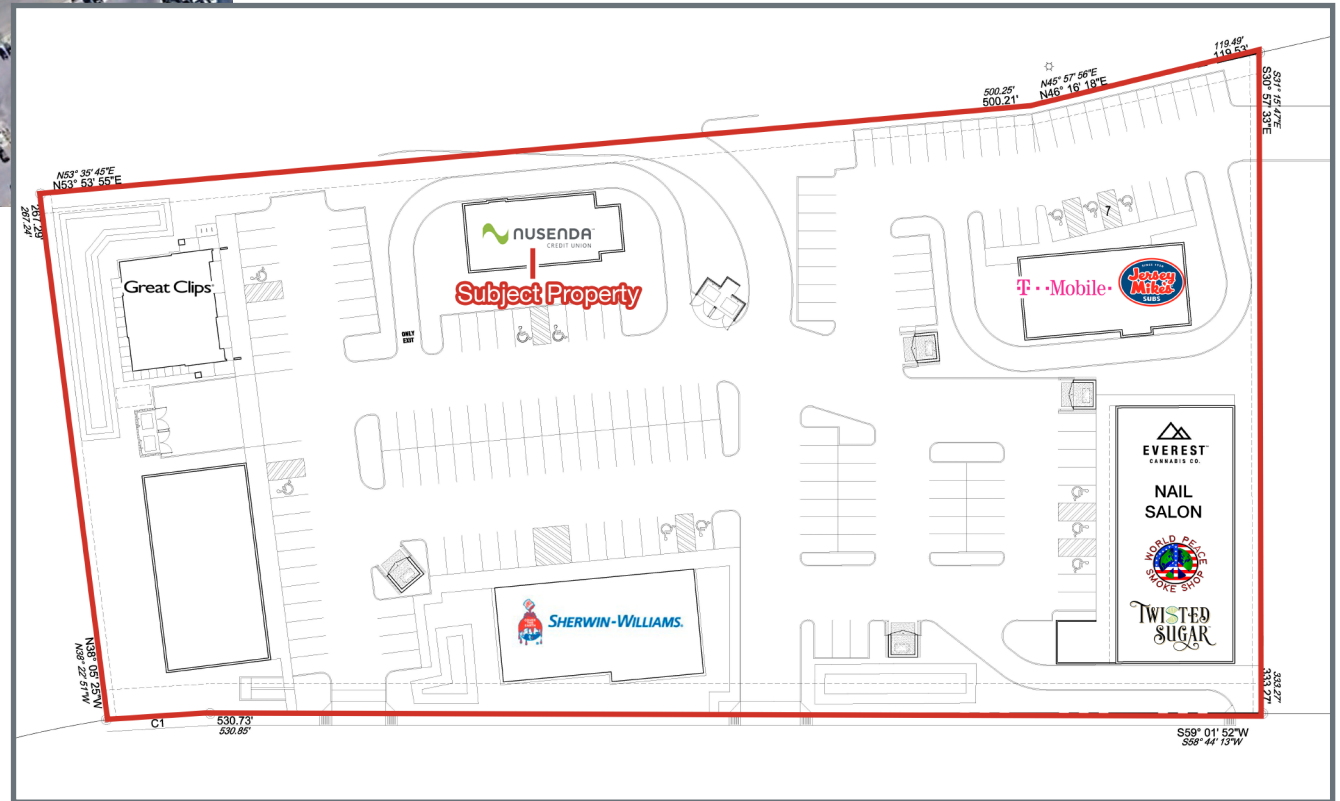 119.49'
119.53'
N45° 57' 56"E
N46° 16' 18"E
500.25'
500.21'
S31° 15' 47"E
S30° 57' 33"E
N53° 35' 45"E
N53° 53' 55"E
267.29'
267.24'
NUSENDA
CREDIT UNION
Subject Property
Great Clips
ONLY
EXIT
7
T··Mobile·
SINCE 1956
Jersey
Mike's
SUBS
EVEREST
CANNABIS CO.
NAIL
SALON
WORLD PEACE
SMOKE SHOP
TWISTED
SUGAR
SHERWIN-WILLIAMS.
N38° 05' 25"W
N38° 22' 51"W
C1
530.73'
530.85'
333.27'
333.27'
S59° 01' 52"W
S58° 44' 13"W